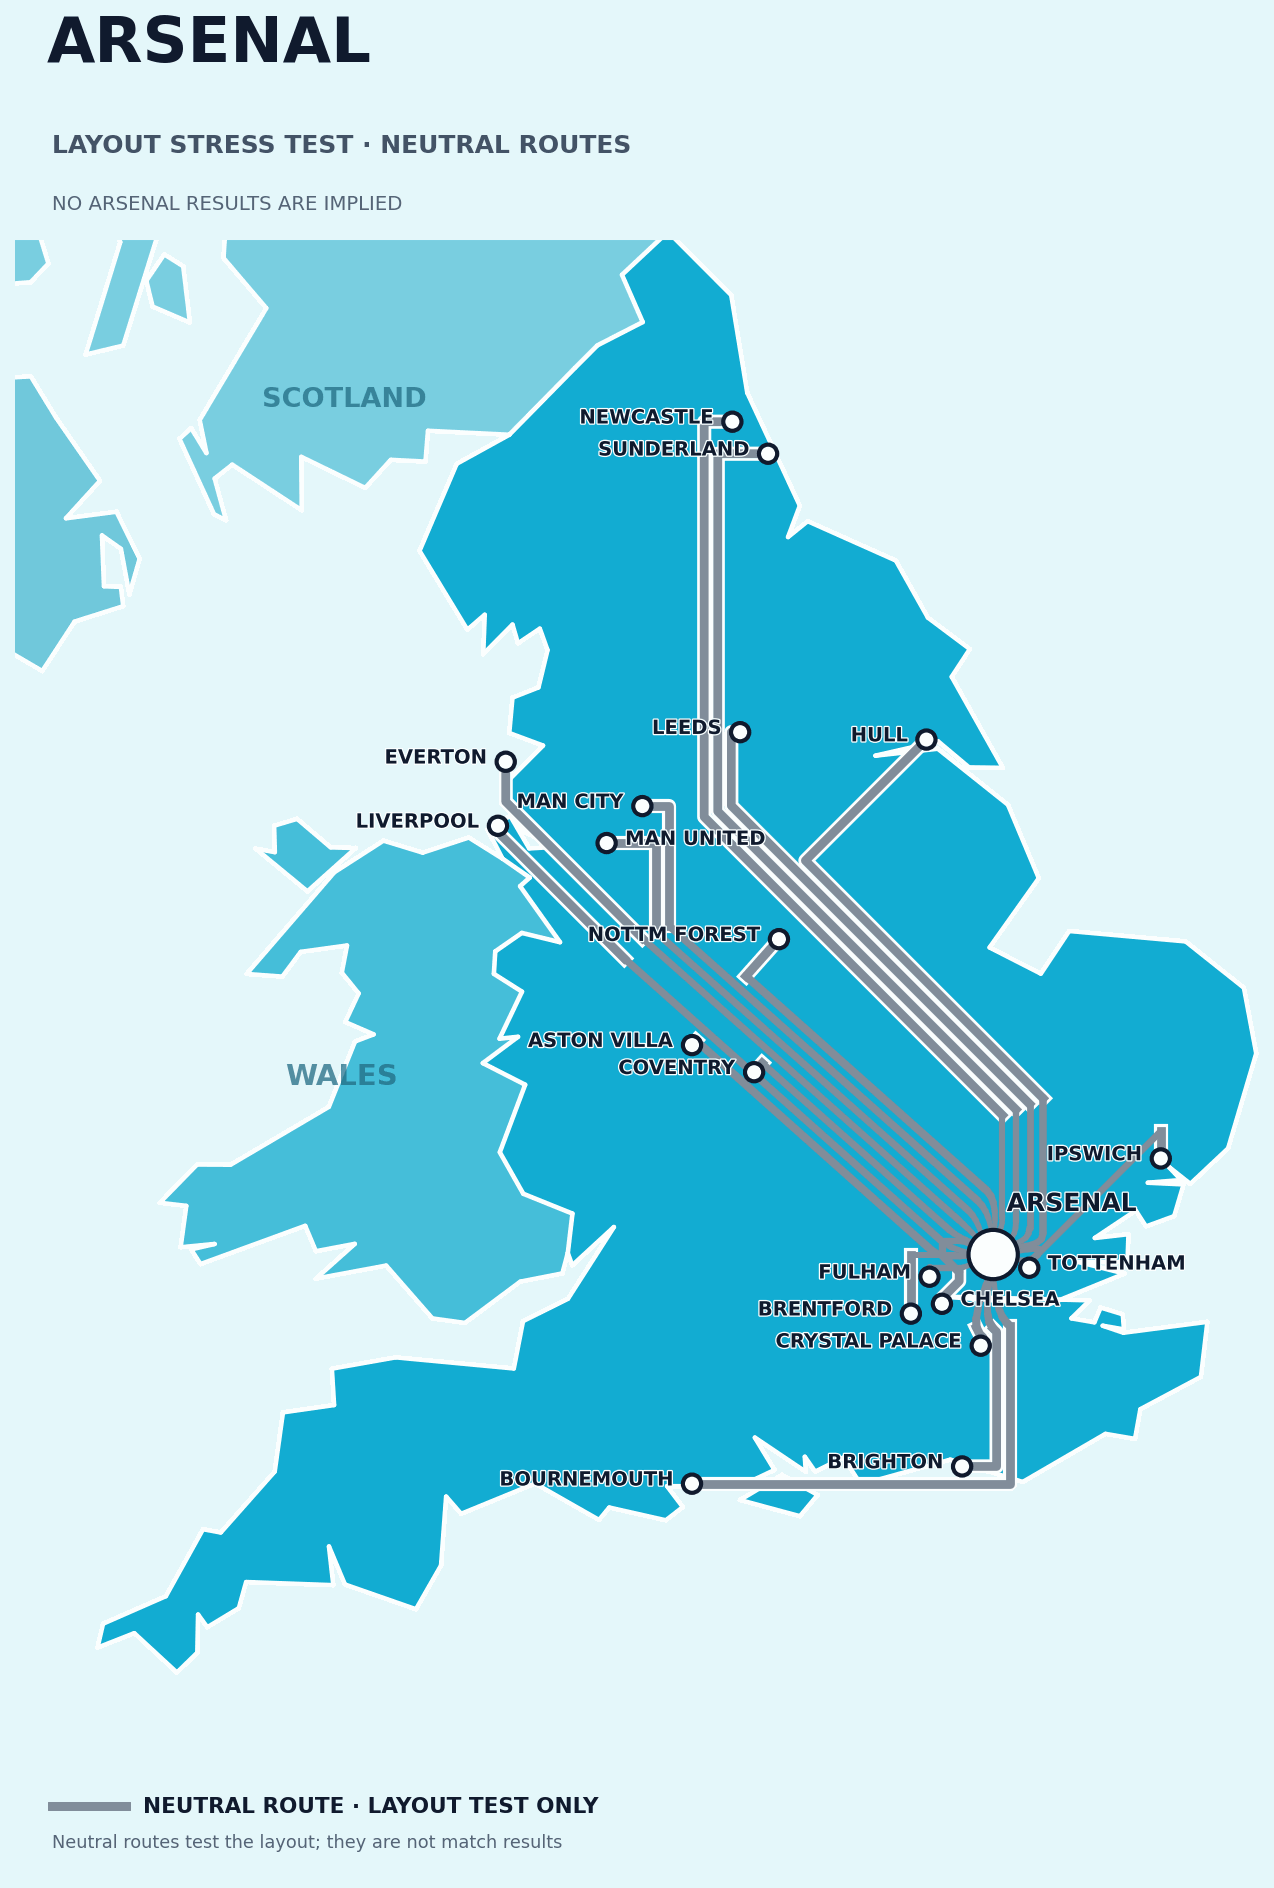 ARSENAL
LAYOUT STRESS TEST · NEUTRAL ROUTES
NO ARSENAL RESULTS ARE IMPLIED
SCOTLAND
NEWCASTLE
SUNDERLAND
LEEDS
HULL
EVERTON
MAN CITY
LIVERPOOL
MAN UNITED
NOTTM FOREST
ASTON VILLA
COVENTRY
WALES
IPSWICH
ARSENAL
TOTTENHAM
FULHAM
CHELSEA
BRENTFORD
CRYSTAL PALACE
BRIGHTON
BOURNEMOUTH
NEUTRAL ROUTE · LAYOUT TEST ONLY
Neutral routes test the layout; they are not match results